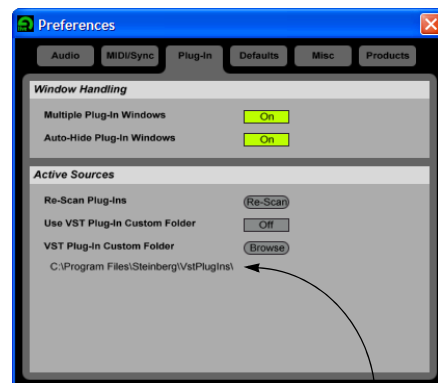 Preferences
Audio MIDI/Sync Plug-In Defaults Misc Products
Window Handling
Multiple Plug-In Windows On
Auto-Hide Plug-In Windows On
Active Sources
Re-Scan Plug-Ins Re-Scan
Use VST Plug-In Custom Folder Off
VST Plug-In Custom Folder Browse
C:\Program Files\Steinberg\VstPlugIns\